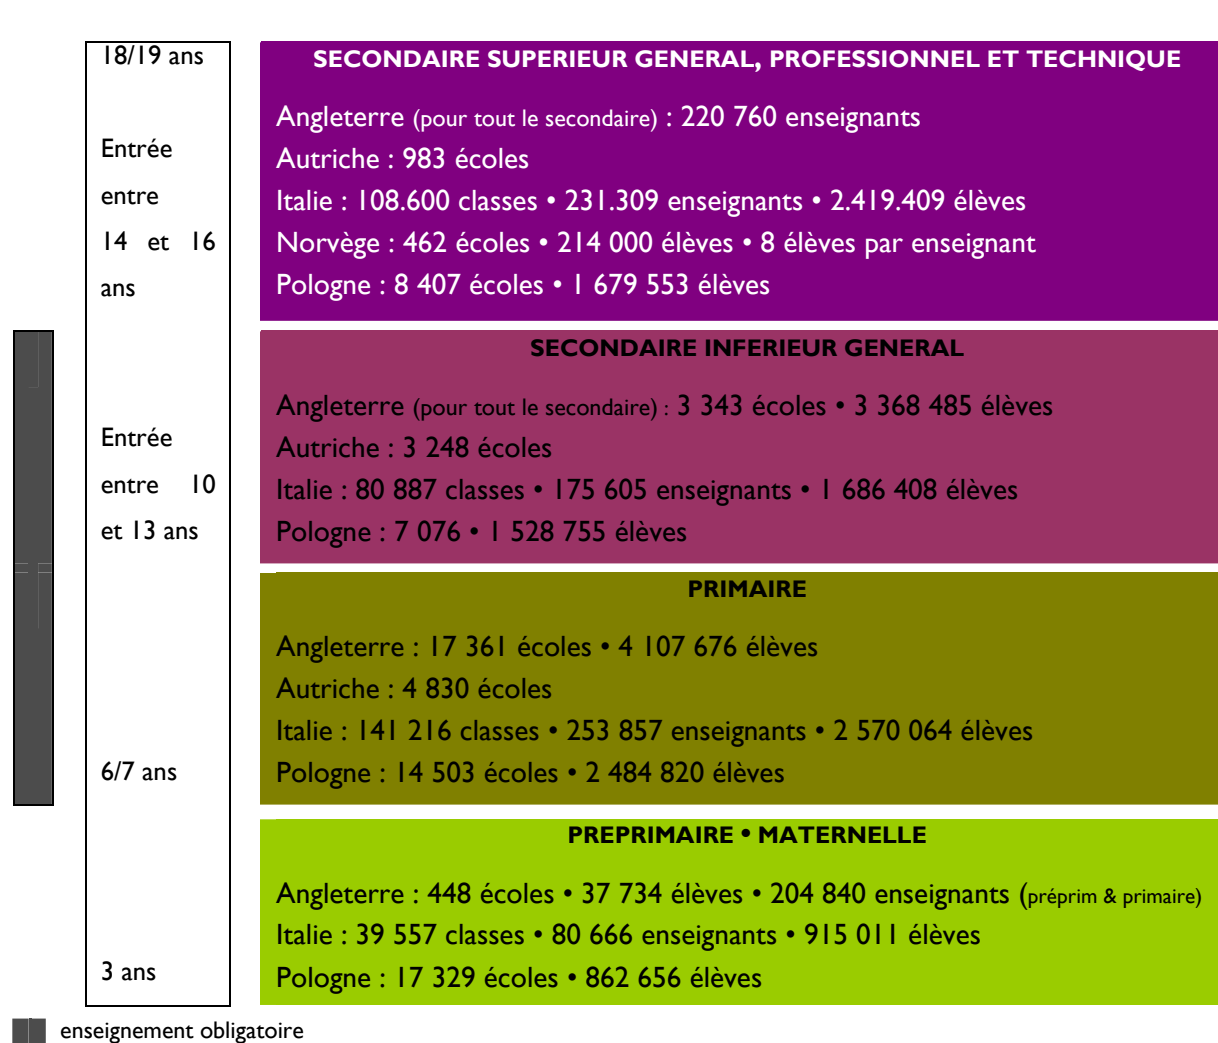 18/19 ans
Entrée
entre
14 et 16
ans
SECONDAIRE SUPERIEUR GENERAL, PROFESSIONNEL ET TECHNIQUE
Angleterre (pour tout le secondaire) : 220 760 enseignants
Autriche : 983 écoles
Italie : 108.600 classes • 231.309 enseignants • 2.419.409 élèves
Norvège : 462 écoles • 214 000 élèves • 8 élèves par enseignant
Pologne : 8 407 écoles • 1 679 553 élèves
Entrée
entre 10
et 13 ans
SECONDAIRE INFERIEUR GENERAL
Angleterre (pour tout le secondaire) : 3 343 écoles • 3 368 485 élèves
Autriche : 3 248 écoles
Italie : 80 887 classes • 175 605 enseignants • 1 686 408 élèves
Pologne : 7 076 • 1 528 755 élèves
6/7 ans
PRIMAIRE
Angleterre : 17 361 écoles • 4 107 676 élèves
Autriche : 4 830 écoles
Italie : 141 216 classes • 253 857 enseignants • 2 570 064 élèves
Pologne : 14 503 écoles • 2 484 820 élèves
3 ans
PREPRIMAIRE • MATERNELLE
Angleterre : 448 écoles • 37 734 élèves • 204 840 enseignants (préprim & primaire)
Italie : 39 557 classes • 80 666 enseignants • 915 011 élèves
Pologne : 17 329 écoles • 862 656 élèves
enseignement obligatoire